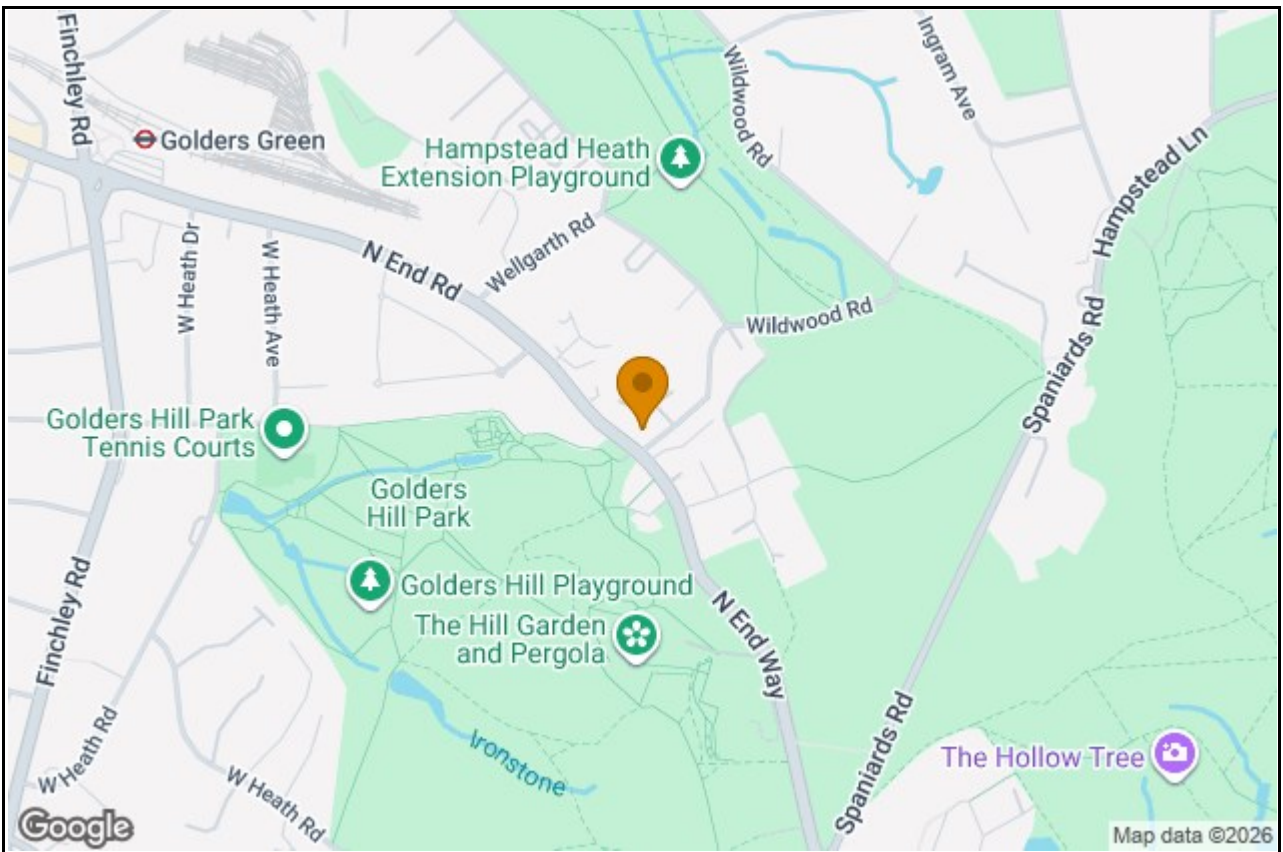 Finchley Rd
Golders Green
Hampstead Heath
Extension Playground
Wildwood Rd
Ingram Ave
Hampstead Ln
W Heath Dr
W Heath Ave
N End Rd
Wellgarth Rd
Wildwood Rd
Spaniards Rd
Golders Hill Park
Tennis Courts
Golders
Hill Park
Golders Hill Playground
The Hill Garden
and Pergola
N End Way
Finchley Rd
W Heath Rd
W Heath Rd
Ironstone
Spaniards Rd
The Hollow Tree
Google
Map data ©2026